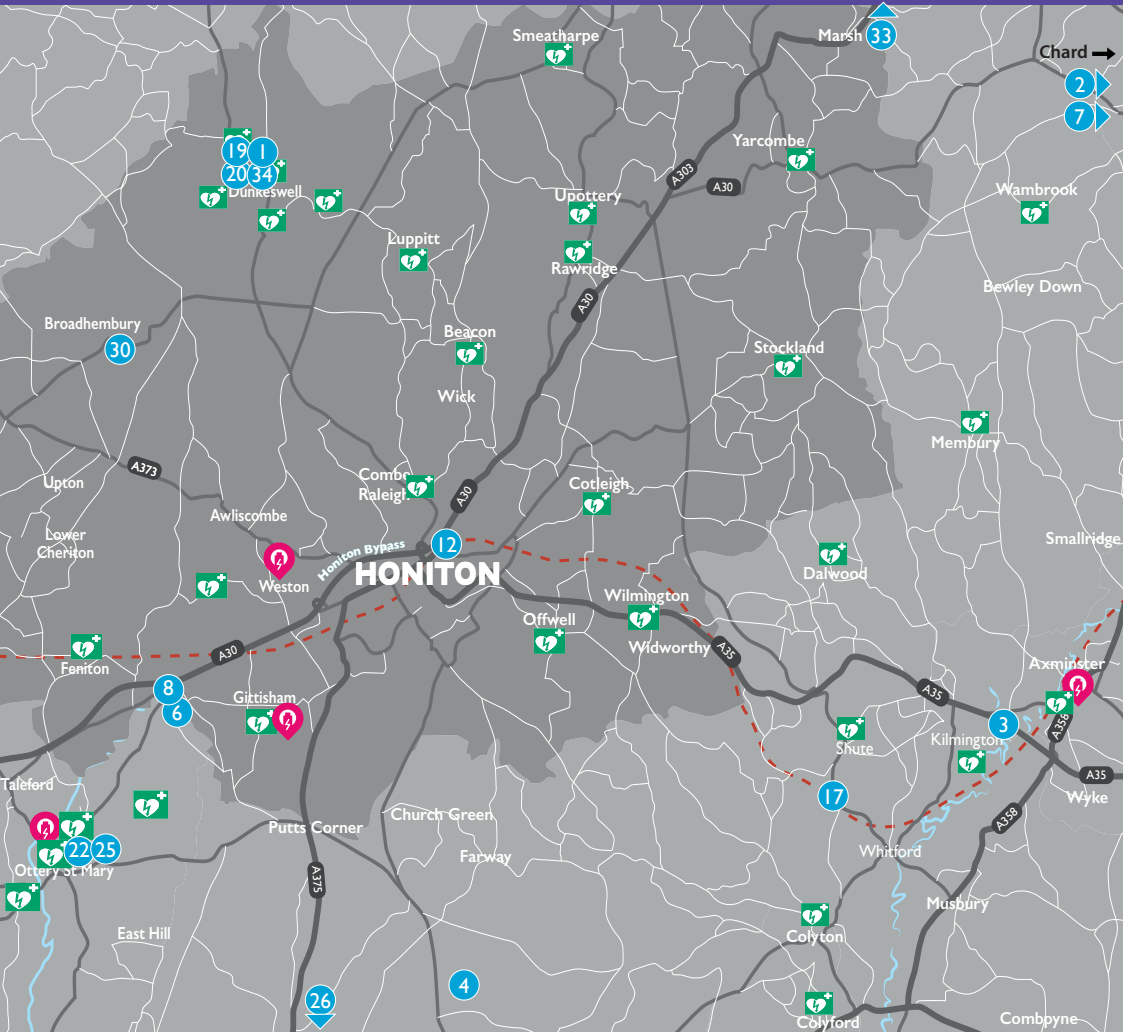 Smeatharpe
Marsh
33
Chard
2
7
19
1
20
34
Dunkeswell
Yarcombe
A303
A30
Wambrook
Upottery
Luppitt
Rawridge
Bewley Down
A30
Broadhembury
30
Beacon
Stockland
Wick
Membury
A373
Upton
Combe
Raleigh
A30
Cotleigh
Awliscombe
Lower
Cheriton
Smallridge
12
Honiton Bypass
HONITON
Weston
Dalwood
Wilmington
Offwell
Widworthy
A35
A30
Feniton
Axminster
8
6
Gittisham
A35
3
A358
Kilmington
Shute
A35
Wyke
Taleford
17
Church Green
Putts Corner
A358
22
25
Ottery St Mary
Farway
Whitford
A375
Musbury
East Hill
Colyton
4
26
Colyford
Combpyne